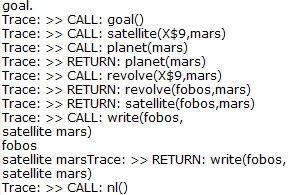 goal.
Trace: >> CALL: goal()
Trace: >> CALL: satellite(X$9,mars)
Trace: >> CALL: planet(mars)
Trace: >> RETURN: planet(mars)
Trace: >> CALL: revolve(X$9,mars)
Trace: >> RETURN: revolve(fobos,mars)
Trace: >> RETURN: satellite(fobos,mars)
Trace: >> CALL: write(fobos,
satellite mars)
fobos
satellite marsTrace: >> RETURN: write(fobos,
satellite mars)
Trace: >> CALL: nl()